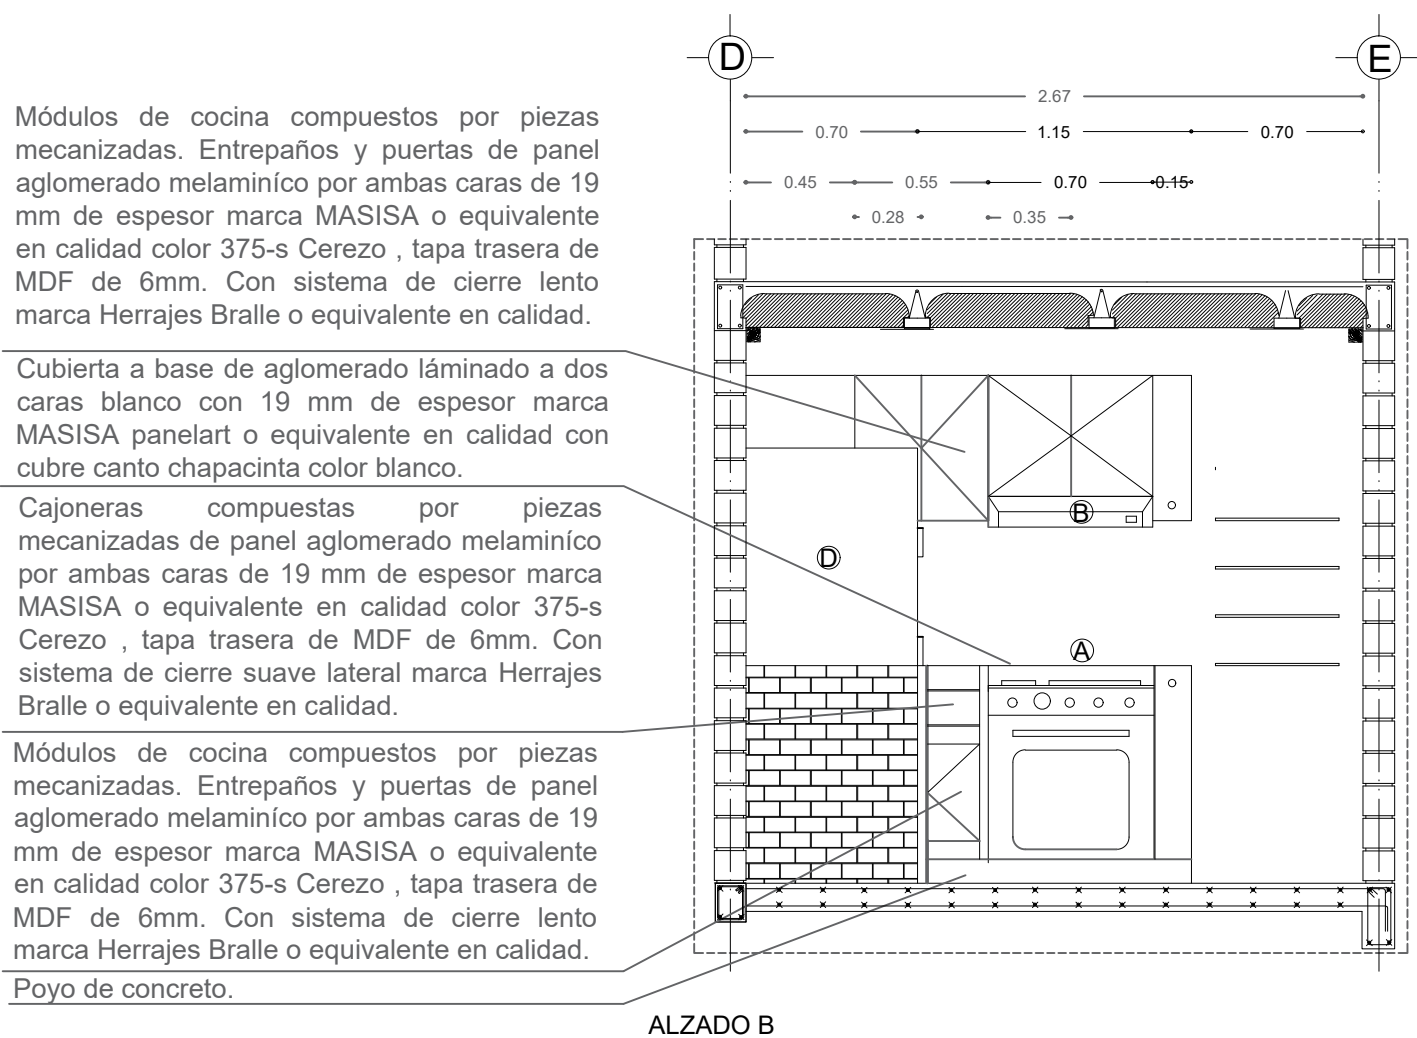 D
E
2.67
0.70 1.15 0.70
0.45 0.55 0.70 0.15
0.28 0.35
Módulos de cocina compuestos por piezas
mecanizadas. Entrepaños y puertas de panel
aglomerado melaminíco por ambas caras de 19
mm de espesor marca MASISA o equivalente
en calidad color 375-s Cerezo , tapa trasera de
MDF de 6mm. Con sistema de cierre lento
marca Herrajes Bralle o equivalente en calidad.
Cubierta a base de aglomerado láminado a dos
caras blanco con 19 mm de espesor marca
MASISA panelart o equivalente en calidad con
cubre canto chapacinta color blanco.
Cajoneras compuestas por piezas
mecanizadas de panel aglomerado melaminíco
por ambas caras de 19 mm de espesor marca
MASISA o equivalente en calidad color 375-s
Cerezo , tapa trasera de MDF de 6mm. Con
sistema de cierre suave lateral marca Herrajes
Bralle o equivalente en calidad.
Módulos de cocina compuestos por piezas
mecanizadas. Entrepaños y puertas de panel
aglomerado melaminíco por ambas caras de 19
mm de espesor marca MASISA o equivalente
en calidad color 375-s Cerezo , tapa trasera de
MDF de 6mm. Con sistema de cierre lento
marca Herrajes Bralle o equivalente en calidad.
Poyo de concreto.
B
D
A
ALZADO B